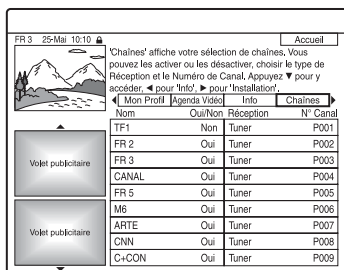 FR 3 25-Mai 10:10
Accueil
'Chaînes' affiche votre sélection de chaînes. Vous
pouvez les activer ou les désactiver, choisir le type de
Réception et le Numéro de Canal. Appuyez ▼ pour y
accéder, ◀ pour 'Info', ▶ pour 'Installation'.
Mon Profil Agenda Vidéo Info Chaînes
Nom Oui/Non Réception N° Canal
TF1 Non Tuner P001
FR 2 Oui Tuner P002
FR 3 Oui Tuner P003
CANAL Oui Tuner P004
FR 5 Oui Tuner P005
M6 Oui Tuner P006
ARTE Oui Tuner P007
CNN Oui Tuner P008
C+CON Oui Tuner P009
Volet publicitaire
Volet publicitaire